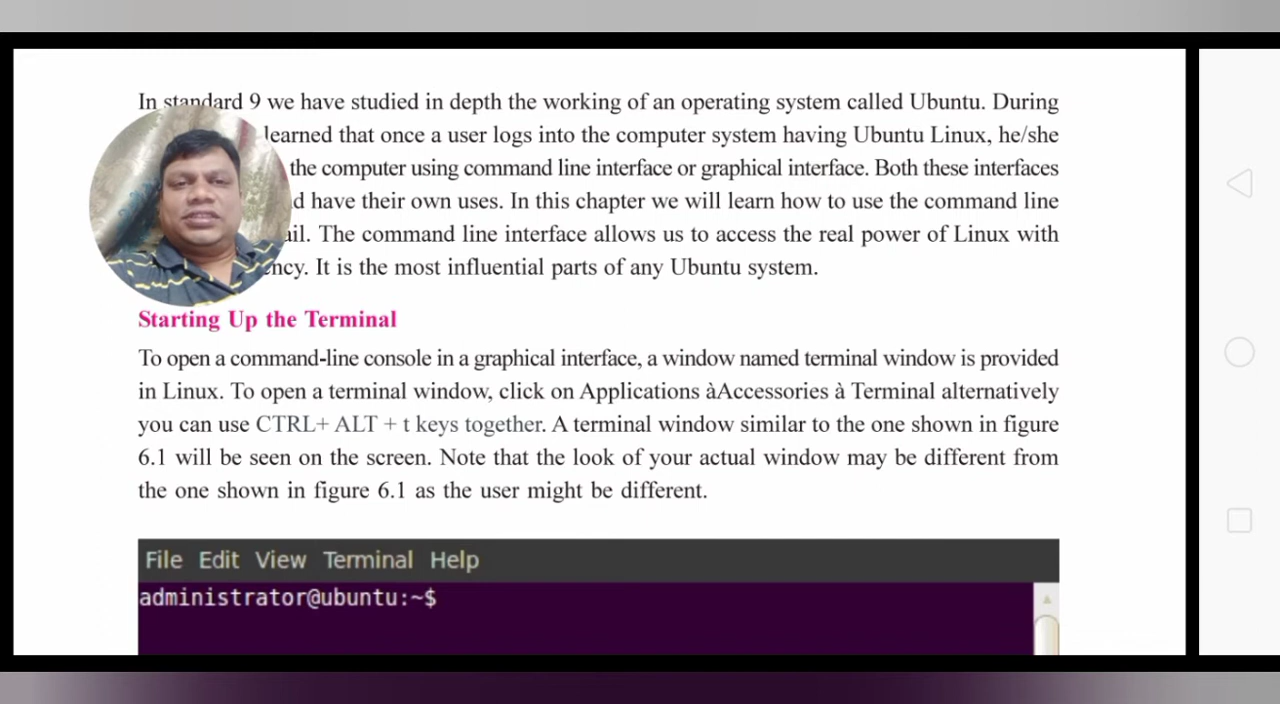 In standard 9 we have studied in depth the working of an operating system called Ubuntu. During
learned that once a user logs into the computer system having Ubuntu Linux, he/she
the computer using command line interface or graphical interface. Both these interfaces
have their own uses. In this chapter we will learn how to use the command line
The command line interface allows us to access the real power of Linux with
It is the most influential parts of any Ubuntu system.
Starting Up the Terminal
To open a command-line console in a graphical interface, a window named terminal window is provided
in Linux. To open a terminal window, click on Applications àAccessories à Terminal alternatively
you can use CTRL+ ALT + t keys together. A terminal window similar to the one shown in figure
6.1 will be seen on the screen. Note that the look of your actual window may be different from
the one shown in figure 6.1 as the user might be different.
File Edit View Terminal Help
administrator@ubuntu:~$